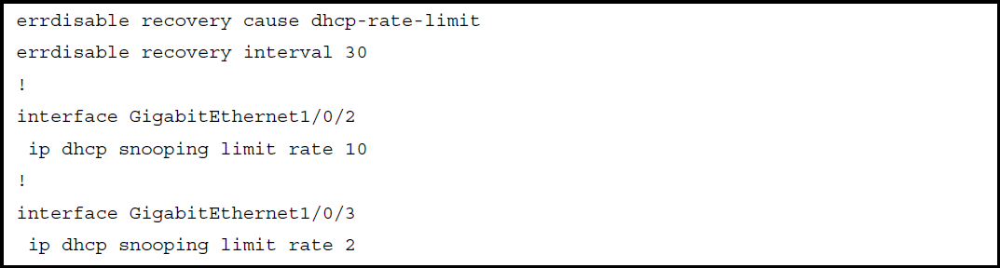 errdisable recovery cause dhcp-rate-limit
errdisable recovery interval 30
!
interface GigabitEthernet1/0/2
 ip dhcp snooping limit rate 10
!
interface GigabitEthernet1/0/3
 ip dhcp snooping limit rate 2